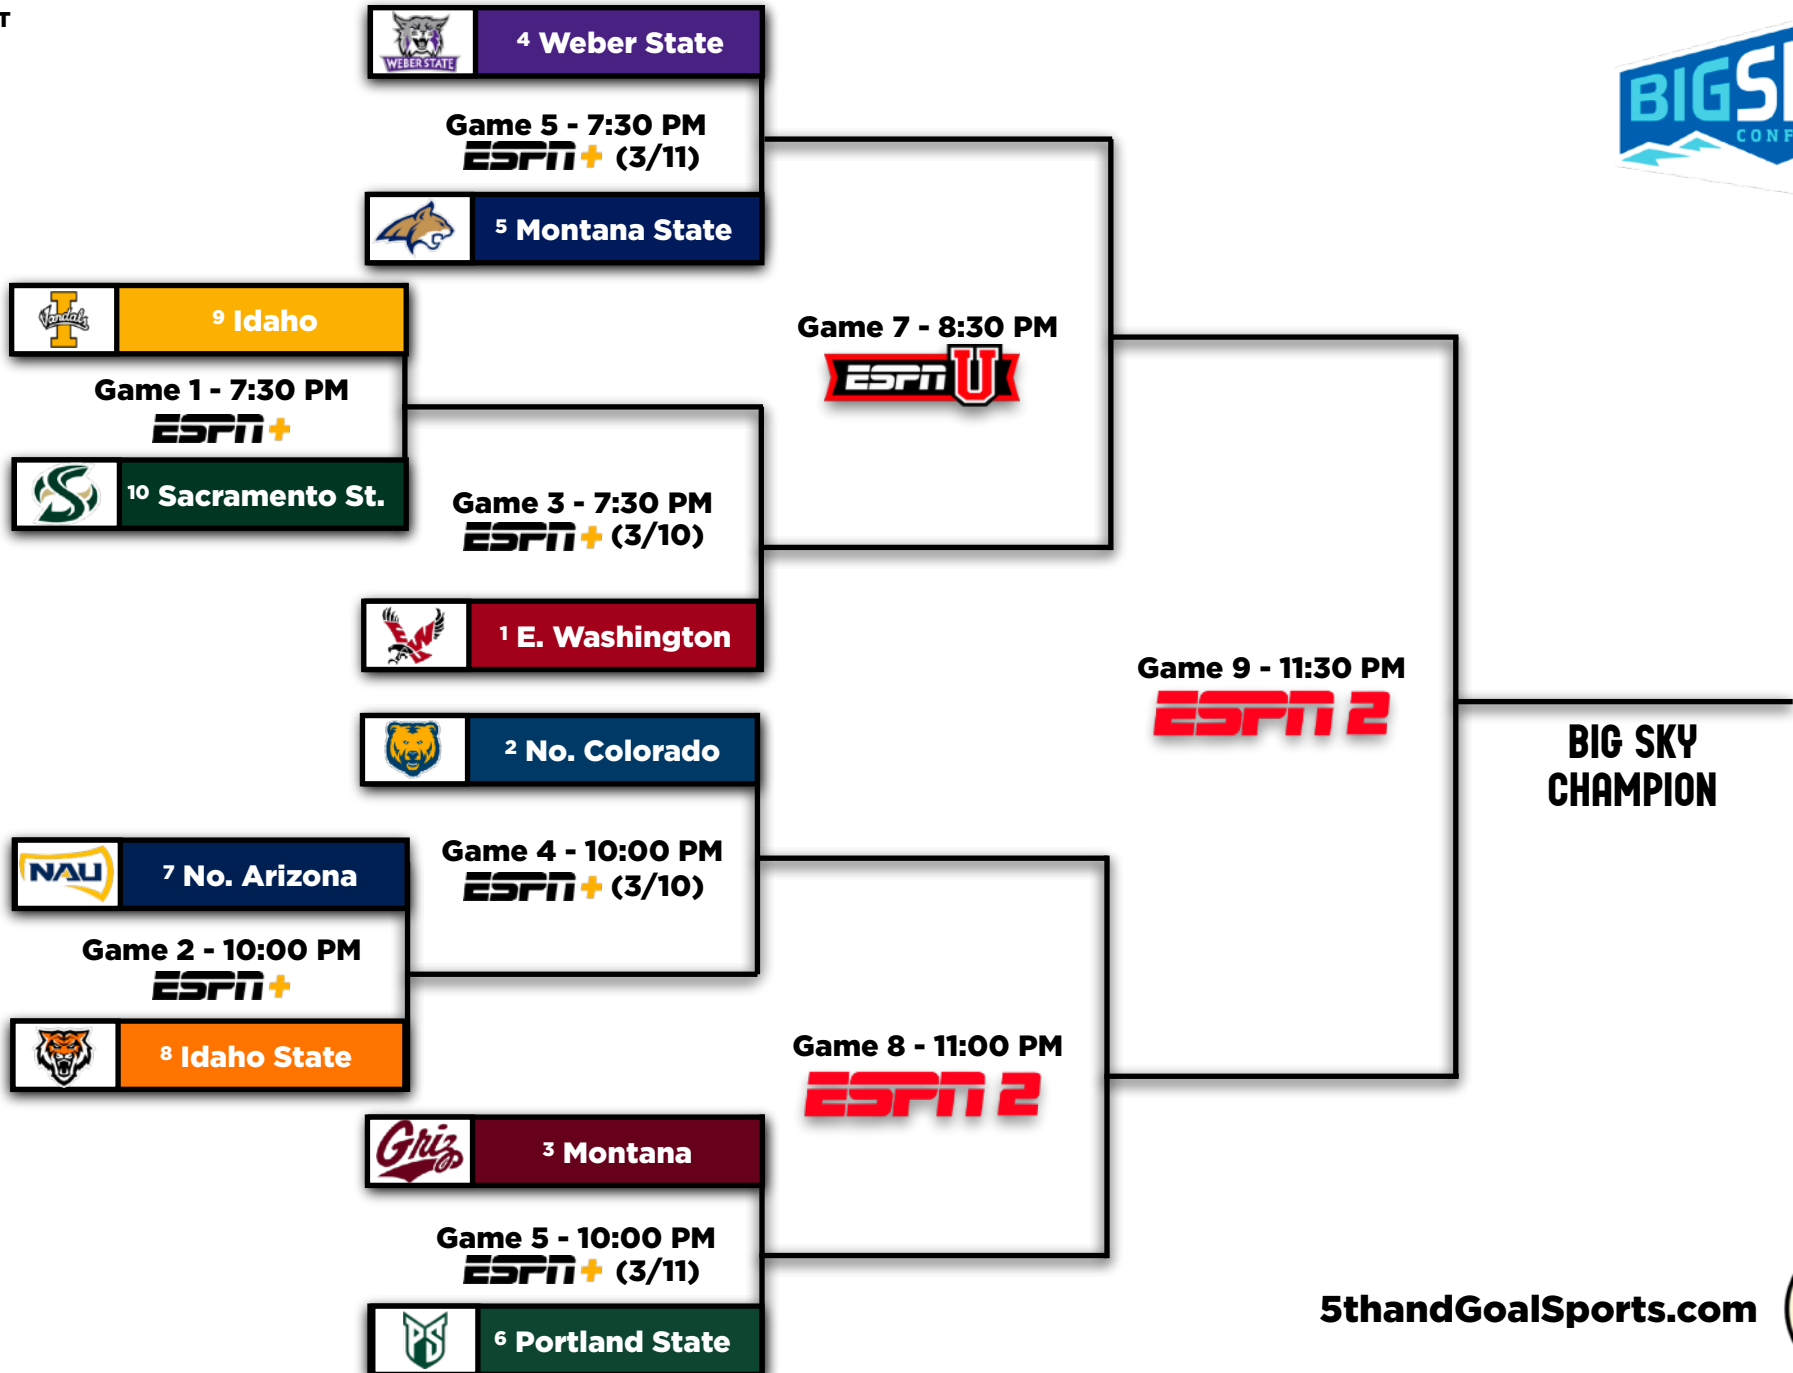 T
4 Weber State
WEBER STATE
Game 5 - 7:30 PM
ESPN+ (3/11)
5 Montana State
BIGS
CONF
9 Idaho
Vandals
Game 1 - 7:30 PM
ESPN+
10 Sacramento St.
Game 3 - 7:30 PM
ESPN+ (3/10)
1 E. Washington
EWU
Game 7 - 8:30 PM
ESPN U
2 No. Colorado
NAU
7 No. Arizona
Game 4 - 10:00 PM
ESPN+ (3/10)
Game 2 - 10:00 PM
ESPN+
8 Idaho State
Game 8 - 11:00 PM
ESPN 2
Griz
3 Montana
Game 5 - 10:00 PM
ESPN+ (3/11)
PS
6 Portland State
Game 9 - 11:30 PM
ESPN 2
BIG SKY
CHAMPION
5thandGoalSports.com